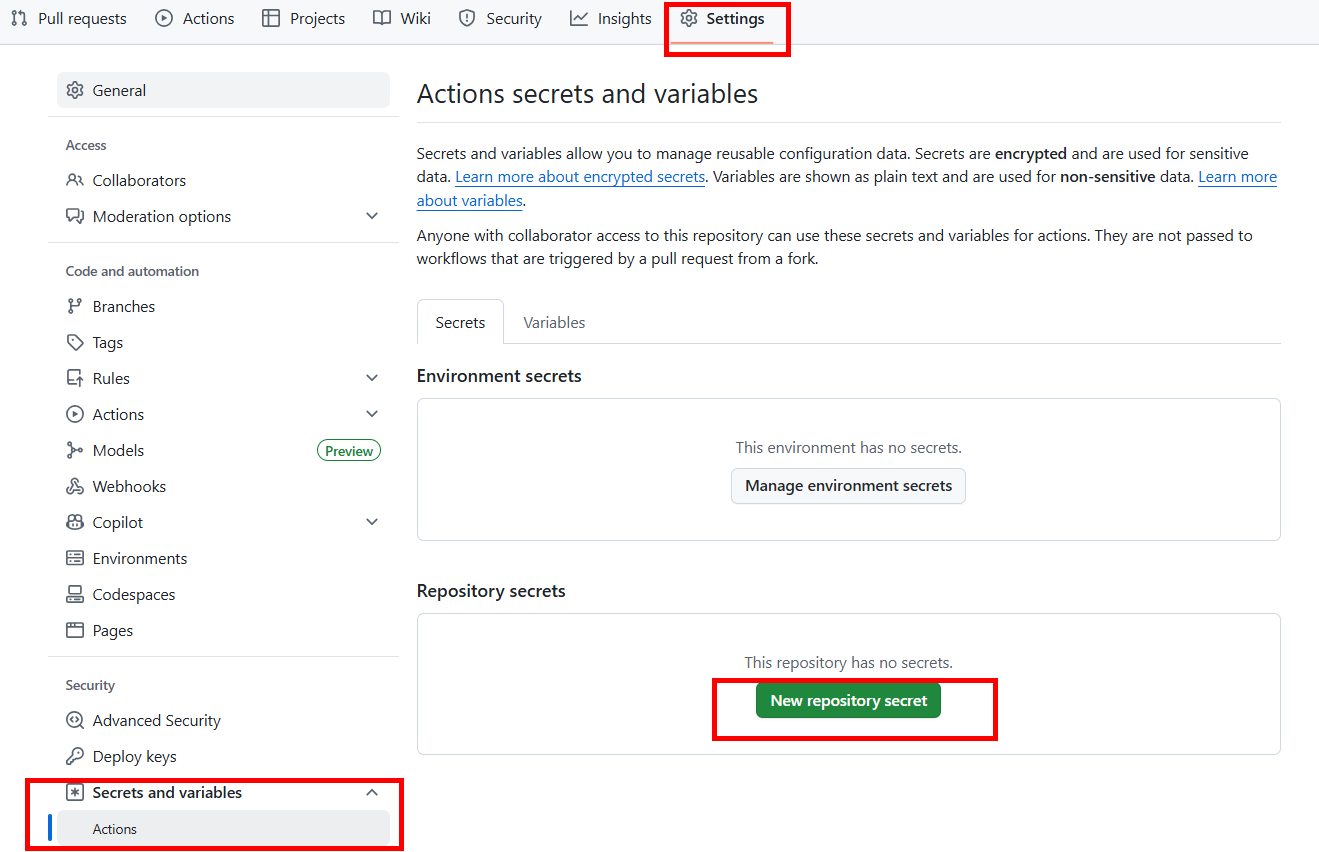 Pull requests Actions Projects Wiki Security Insights Settings
General
Access
Collaborators
Moderation options
Code and automation
Branches
Tags
Rules
Actions
Models Preview
Webhooks
Copilot
Environments
Codespaces
Pages
Security
Advanced Security
Deploy keys
Secrets and variables
Actions
Actions secrets and variables
Secrets and variables allow you to manage reusable configuration data. Secrets are encrypted and are used for sensitive
data. Learn more about encrypted secrets. Variables are shown as plain text and are used for non-sensitive data. Learn more
about variables.
Anyone with collaborator access to this repository can use these secrets and variables for actions. They are not passed to
workflows that are triggered by a pull request from a fork.
Secrets Variables
Environment secrets
This environment has no secrets.
Manage environment secrets
Repository secrets
This repository has no secrets.
New repository secret